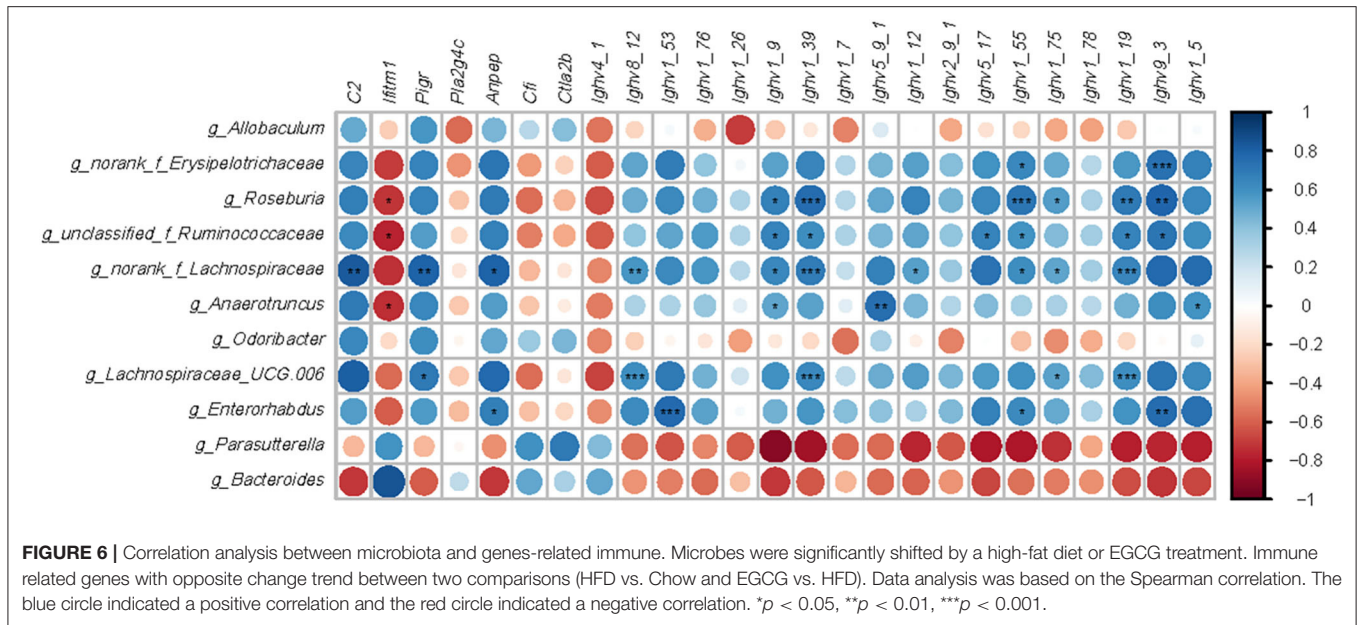 C2 Ifitm1 Pigr Pla2g4c Anpep Cfi Ctla2b Ighv4_1 Ighv8_12 Ighv1_53 Ighv1_76 Ighv1_26 Ighv1_9 Ighv1_39 Ighv1_7 Ighv5_9_1 Ighv1_12 Ighv2_9_1 Ighv5_17 Ighv1_55 Ighv1_75 Ighv1_78 Ighv1_19 Ighv9_3 Ighv1_5
g_Allobaculum
g_norank_f_Erysipelotrichaceae * ***
g_Roseburia * * *** *** * ** **
g_unclassified_f_Ruminococcaceae * * * * * * *
g_norank_f_Lachnospiraceae ** ** * ** * *** * * * ***
g_Anaerotruncus * * ** *
g_Odoribacter
g_Lachnospiraceae_UCG.006 * *** *** * ***
g_Enterorhabdus * *** * **
g_Parasutterella
g_Bacteroides
1
0.8
0.6
0.4
0.2
0
−0.2
−0.4
−0.6
−0.8
−1
FIGURE 6 | Correlation analysis between microbiota and genes-related immune. Microbes were significantly shifted by a high-fat diet or EGCG treatment. Immune
related genes with opposite change trend between two comparisons (HFD vs. Chow and EGCG vs. HFD). Data analysis was based on the Spearman correlation. The
blue circle indicated a positive correlation and the red circle indicated a negative correlation. *p < 0.05, **p < 0.01, ***p < 0.001.